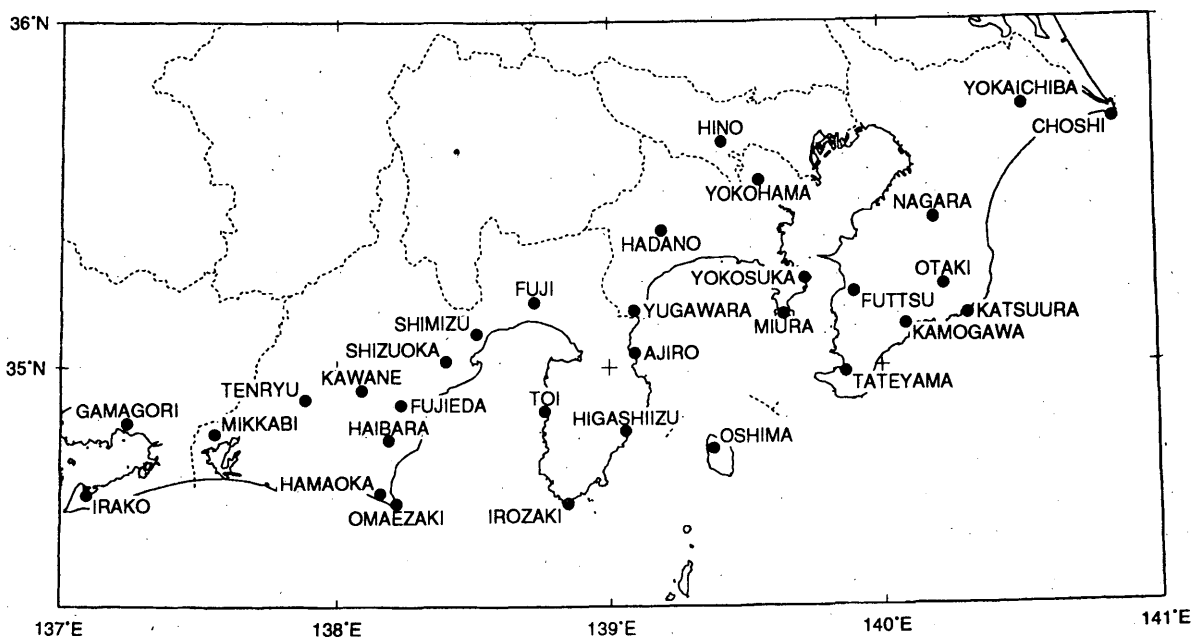 36°N
YOKAICHIBA
CHOSHI
HINO
YOKOHAMA
NAGARA
HADANO
OTAKI
YOKOSUKA
FUJI
FUTTSU
YUGAWARA
KATSUURA
MIURA
SHIMIZU
KAMOGAWA
SHIZUOKA
AJIRO
35°N
KAWANE
TATEYAMA
TENRYU
TOI
FUJIEDA
GAMAGORI
HIGASHIIZU
MIKKABI
HAIBARA
OSHIMA
HAMAOKA
IRAKO
OMAEZAKI
IROZAKI
137°E
138°E
139°E
140°E
141°E